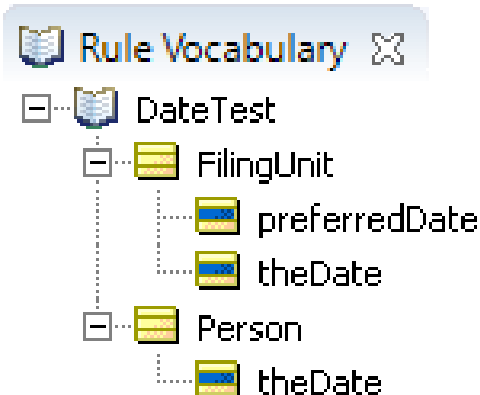 Rule Vocabulary
DateTest
FilingUnit
preferredDate
theDate
Person
theDate